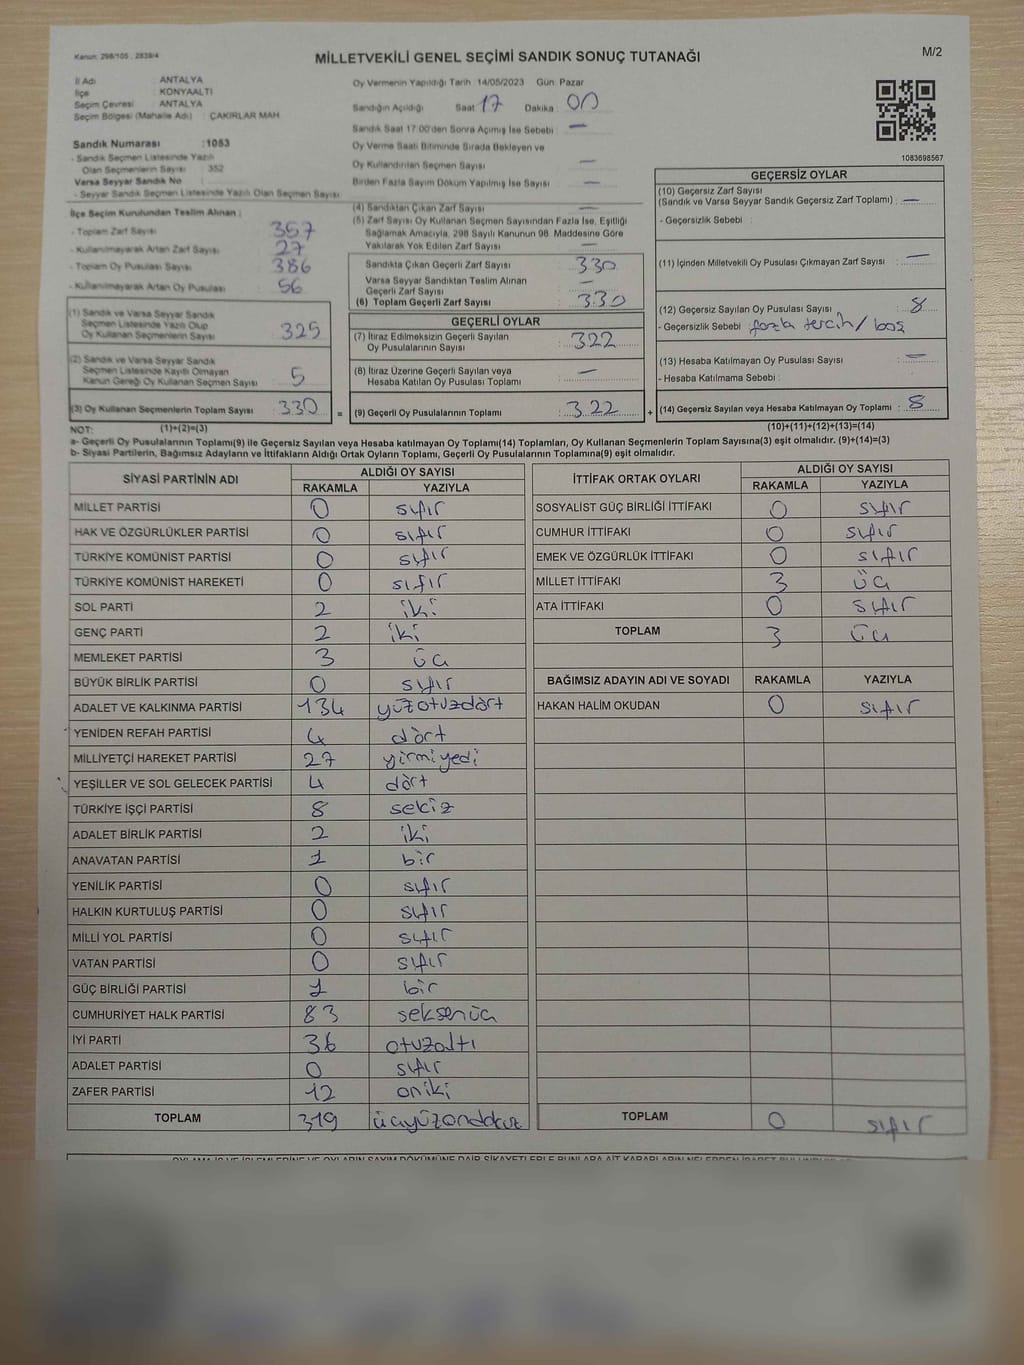 Kanun: 298/105 , 2839/4
MİLLETVEKİLİ GENEL SEÇİMİ SANDIK SONUÇ TUTANAĞI
M/2
İl Adı : ANTALYA
İlçe : KONYAALTI
Seçim Çevresi : ANTALYA
Seçim Bölgesi (Mahalle Adı) : ÇAKIRLAR MAH
Sandık Numarası :1083
- Sandık Seçmen Listesinde Yazılı
Olan Seçmenlerin Sayısı : 352
Varsa Seyyar Sandık No :
- Seyyar Sandık Seçmen Listesinde Yazılı Olan Seçmen Sayısı :
Oy Vermenin Yapıldığı Tarih 14/05/2023 Gün: Pazar
Sandığın Açıldığı Saat 17 Dakika : 00
Sandık Saat 17:00'den Sonra Açılmış İse Sebebi : —
Oy Verme Saati Bitiminde Sırada Bekleyen ve
Oy Kullandırılan Seçmen Sayısı : —
Birden Fazla Sayım Döküm Yapılmış İse Sayısı : —
1083698567
İlçe Seçim Kurulundan Teslim Alınan :
- Toplam Zarf Sayısı : 357
- Kullanılmayarak Artan Zarf Sayısı : 27
- Toplam Oy Pusulası Sayısı : 386
- Kullanılmayarak Artan Oy Pusulası : 56
(1) Sandık ve Varsa Seyyar Sandık
Seçmen Listesinde Yazılı Olup
Oy Kullanan Seçmenlerin Sayısı : 325
(2) Sandık ve Varsa Seyyar Sandık
Seçmen Listesinde Kayıtlı Olmayan
Kanun Gereği Oy Kullanan Seçmen Sayısı : 5
(3) Oy Kullanan Seçmenlerin Toplam Sayısı : 330
(4) Sandıktan Çıkan Zarf Sayısı : —
(5) Zarf Sayısı Oy Kullanan Seçmen Sayısından Fazla İse, Eşitliği
Sağlamak Amacıyla, 298 Sayılı Kanunun 98. Maddesine Göre
Yakılarak Yok Edilen Zarf Sayısı : —
Sandıkta Çıkan Geçerli Zarf Sayısı : 330
Varsa Seyyar Sandıktan Teslim Alınan
Geçerli Zarf Sayısı : —
(6) Toplam Geçerli Zarf Sayısı : 330
GEÇERLİ OYLAR
(7) İtiraz Edilmeksizin Geçerli Sayılan
Oy Pusulalarının Sayısı : 322
(8) İtiraz Üzerine Geçerli Sayılan veya
Hesaba Katılan Oy Pusulası Toplamı : —
= (9) Geçerli Oy Pusulalarının Toplamı : 322
GEÇERSİZ OYLAR
(10) Geçersiz Zarf Sayısı
(Sandık ve Varsa Seyyar Sandık Geçersiz Zarf Toplamı) : —
- Geçersizlik Sebebi :
(11) İçinden Milletvekili Oy Pusulası Çıkmayan Zarf Sayısı : —
(12) Geçersiz Sayılan Oy Pusulası Sayısı : 8
- Geçersizlik Sebebi : fazla tercih/boş
(13) Hesaba Katılmayan Oy Pusulası Sayısı : —
- Hesaba Katılmama Sebebi :
+ (14) Geçersiz Sayılan veya Hesaba Katılmayan Oy Toplamı : 8
NOT: (1)+(2)=(3)
(10)+(11)+(12)+(13)=(14)
a- Geçerli Oy Pusulalarının Toplamı(9) ile Geçersiz Sayılan veya Hesaba katılmayan Oy Toplamı(14) Toplamları, Oy Kullanan Seçmenlerin Toplam Sayısına(3) eşit olmalıdır. (9)+(14)=(3)
b- Siyasi Partilerin, Bağımsız Adayların ve İttifakların Aldığı Ortak Oyların Toplamı, Geçerli Oy Pusulalarının Toplamına(9) eşit olmalıdır.
SİYASİ PARTİNİN ADI
ALDIĞI OY SAYISI
RAKAMLA YAZIYLA
MİLLET PARTİSİ 0 sıfır
HAK VE ÖZGÜRLÜKLER PARTİSİ 0 sıfır
TÜRKİYE KOMÜNİST PARTİSİ 0 sıfır
TÜRKİYE KOMÜNİST HAREKETİ 0 sıfır
SOL PARTİ 2 iki
GENÇ PARTİ 2 iki
MEMLEKET PARTİSİ 3 üç
BÜYÜK BİRLİK PARTİSİ 0 sıfır
ADALET VE KALKINMA PARTİSİ 134 yüzotuzdört
YENİDEN REFAH PARTİSİ 4 dört
MİLLİYETÇİ HAREKET PARTİSİ 27 yirmiyedi
YEŞİLLER VE SOL GELECEK PARTİSİ 4 dört
TÜRKİYE İŞÇİ PARTİSİ 8 sekiz
ADALET BİRLİK PARTİSİ 2 iki
ANAVATAN PARTİSİ 1 bir
YENİLİK PARTİSİ 0 sıfır
HALKIN KURTULUŞ PARTİSİ 0 sıfır
MİLLİ YOL PARTİSİ 0 sıfır
VATAN PARTİSİ 0 sıfır
GÜÇ BİRLİĞİ PARTİSİ 1 bir
CUMHURİYET HALK PARTİSİ 83 seksenüç
İYİ PARTİ 36 otuzaltı
ADALET PARTİSİ 0 sıfır
ZAFER PARTİSİ 12 oniki
TOPLAM 319 üçyüzondokuz
İTTİFAK ORTAK OYLARI
ALDIĞI OY SAYISI
RAKAMLA YAZIYLA
SOSYALİST GÜÇ BİRLİĞİ İTTİFAKI 0 sıfır
CUMHUR İTTİFAKI 0 sıfır
EMEK VE ÖZGÜRLÜK İTTİFAKI 0 sıfır
MİLLET İTTİFAKI 3 üç
ATA İTTİFAKI 0 sıfır
TOPLAM 3 üç
BAĞIMSIZ ADAYIN ADI VE SOYADI RAKAMLA YAZIYLA
HAKAN HALİM OKUDAN 0 sıfır
TOPLAM 0 sıfır